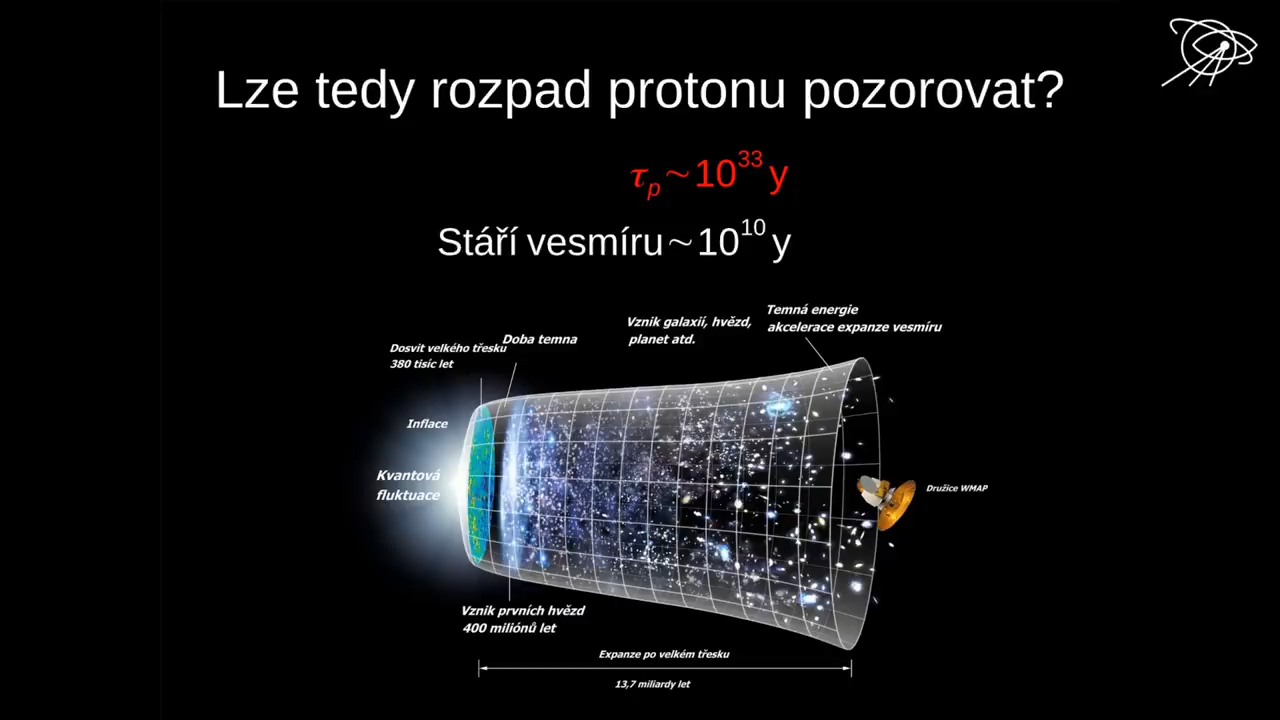 Lze tedy rozpad protonu pozorovat?
τp ~ 10^33 y
Stáří vesmíru ~ 10^10 y
Temná energie
akcelerace expanze vesmíru
Vznik galaxií, hvězd,
planet atd.
Doba temna
Dosvit velkého třesku
380 tisíc let
Inflace
Kvantová
fluktuace
Družice WMAP
Vznik prvních hvězd
400 miliónů let
Expanze po velkém třesku
13,7 miliardy let